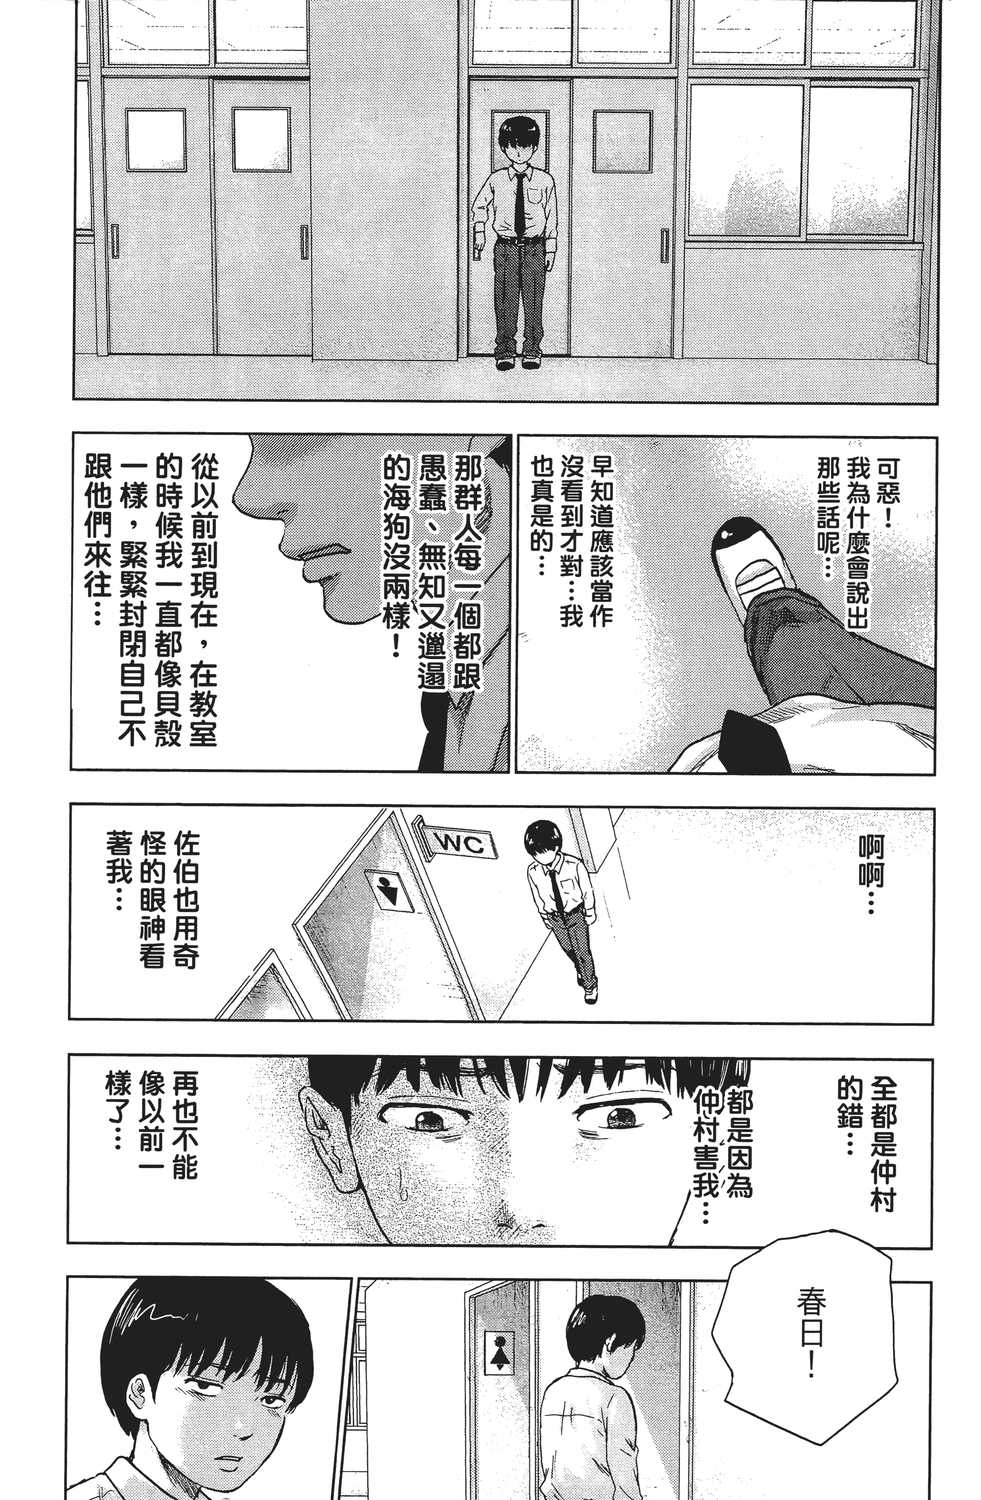 可惡！
我為什麼會說出
那些話呢…
早知道應該當作
沒看到才對…我
也真是的…
那群人每一個都跟
愚蠢、無知又邋遢
的海狗沒兩樣！
從以前到現在，在教室
的時候我一直都像貝殼
一樣，緊緊封閉自己不
跟他們來往…
啊啊…
WC
佐伯也用奇
怪的眼神看
著我…
全都是仲村
的錯…
都是因為
仲村害我…
再也不能
像以前一
樣了…
春日！